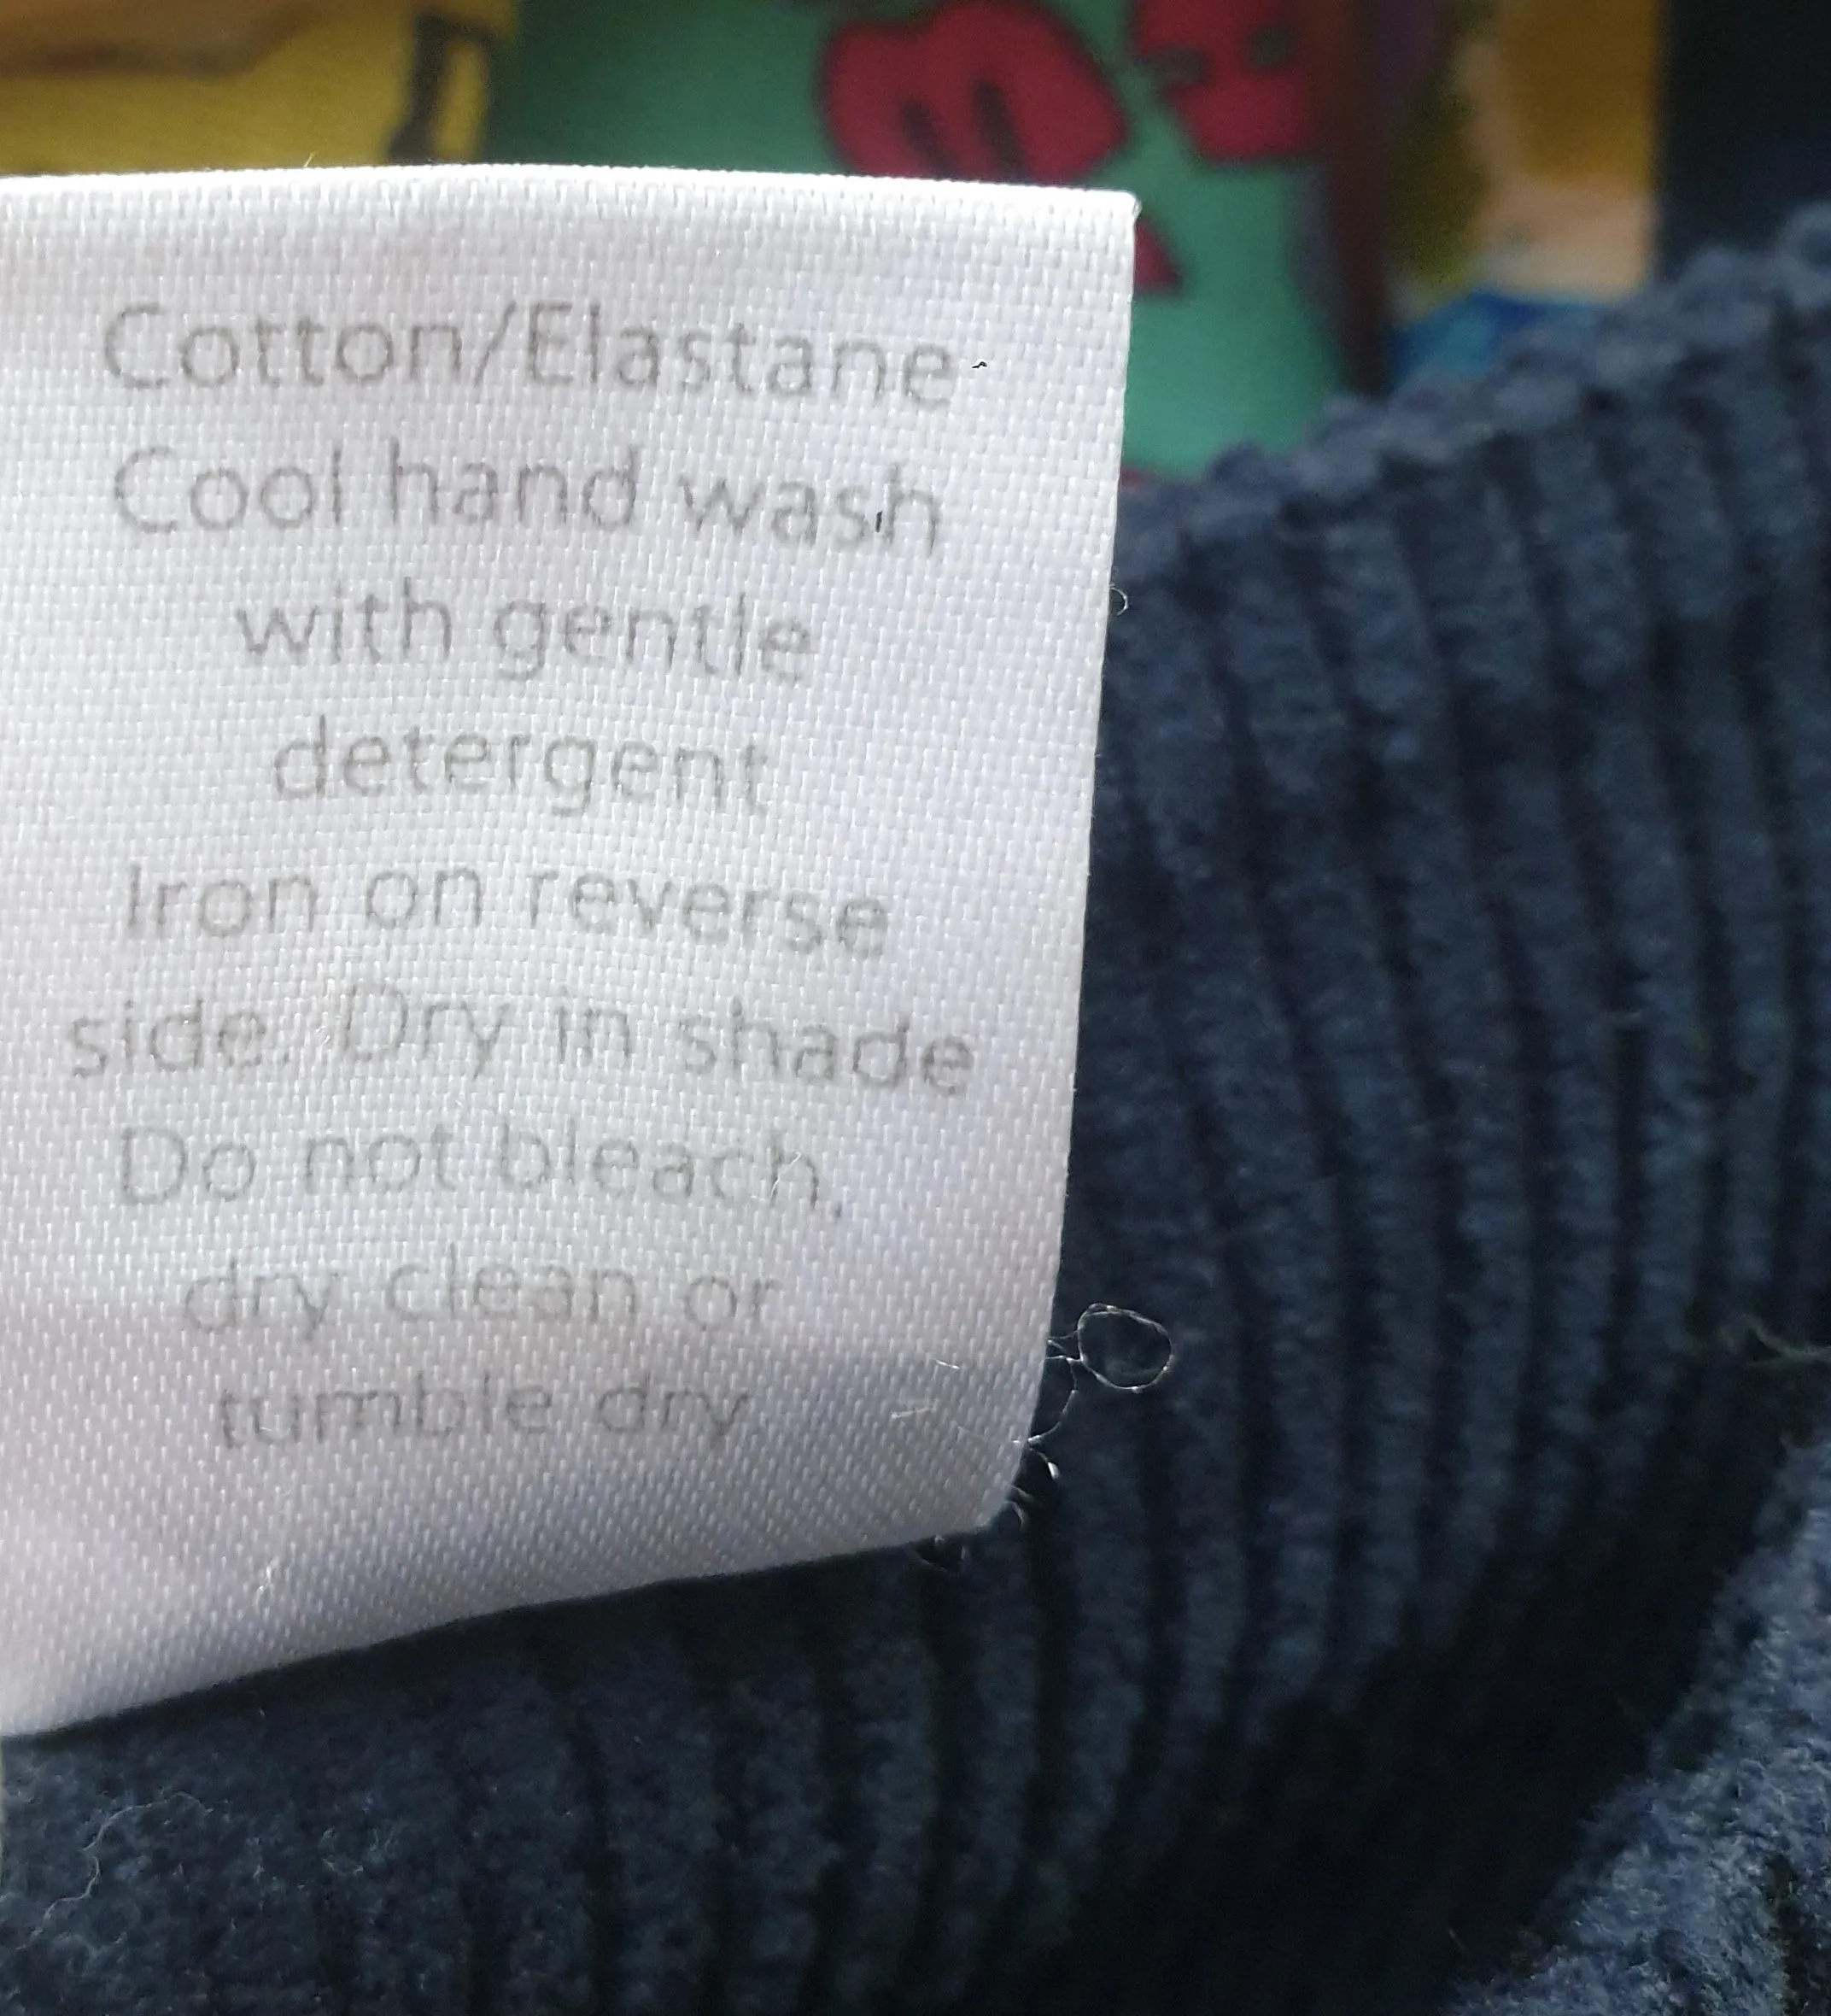 Cotton/Elastane
Cool hand wash
with gentle
detergent
Iron on reverse
side. Dry in shade
Do not bleach,
dry clean or
tumble dry